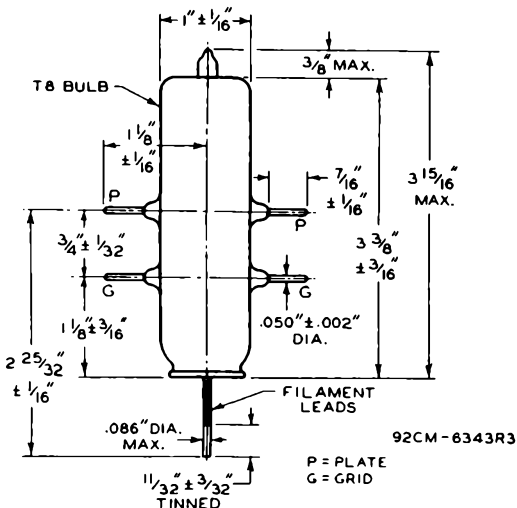 1" ± 1/16"
3/8" MAX.
T8 BULB
1 1/8"
± 1/16"
7/16"
± 1/16"
3 15/16"
MAX.
P
P
3/4" ± 1/32"
3 3/8"
± 3/16"
G
G
1 1/8" ± 3/16"
.050" ± .002"
DIA.
2 25/32"
± 1/16"
FILAMENT
LEADS
.086" DIA.
MAX.
92CM-6343R3
P = PLATE
G = GRID
11/32" ± 3/32"
TINNED